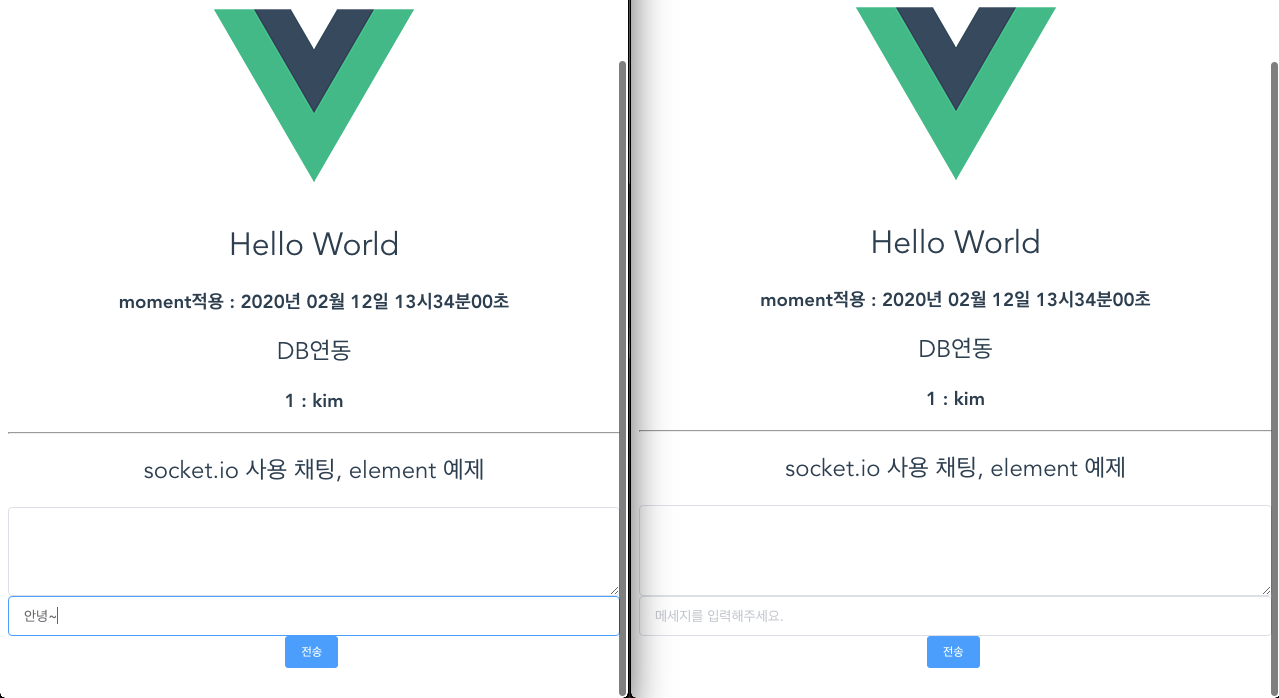 Hello World
moment적용 : 2020년 02월 12일 13시34분00초
DB연동
1 : kim
socket.io 사용 채팅, element 예제
안녕~
전송
Hello World
moment적용 : 2020년 02월 12일 13시34분00초
DB연동
1 : kim
socket.io 사용 채팅, element 예제
메세지를 입력해주세요.
전송